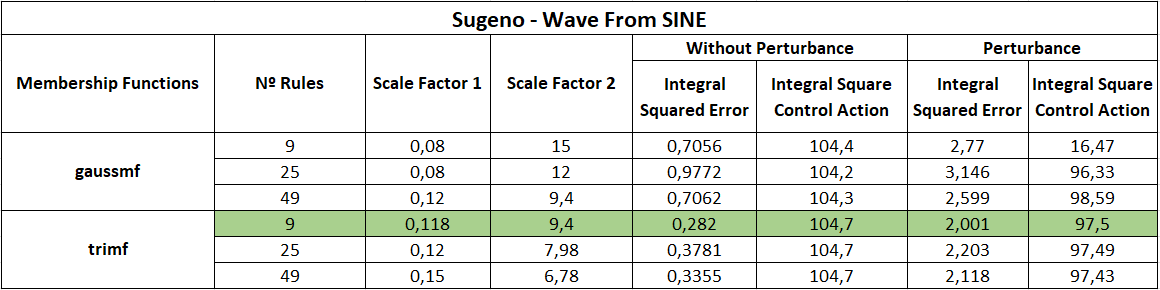 Sugeno - Wave From SINE
Membership Functions Nº Rules Scale Factor 1 Scale Factor 2 Without Perturbance Perturbance
Integral Squared Error Integral Square Control Action Integral Squared Error Integral Square Control Action
gaussmf
9 0,08 15 0,7056 104,4 2,77 16,47
25 0,08 12 0,9772 104,2 3,146 96,33
49 0,12 9,4 0,7062 104,3 2,599 98,59
trimf
9 0,118 9,4 0,282 104,7 2,001 97,5
25 0,12 7,98 0,3781 104,7 2,203 97,49
49 0,15 6,78 0,3355 104,7 2,118 97,43